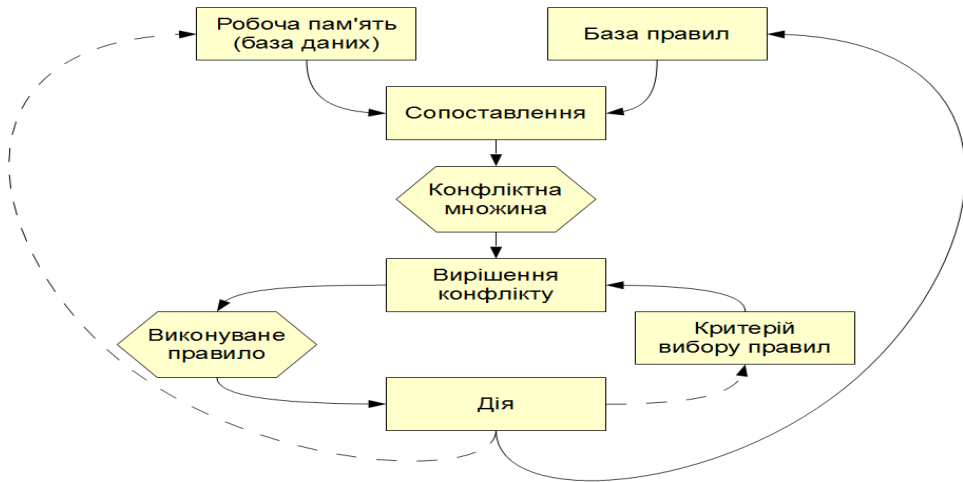 Робоча пам'ять
(база даних)
База правил
Сопоставлення
Конфліктна
множина
Вирішення
конфлікту
Виконуване
правило
Критерій
вибору правил
Дія